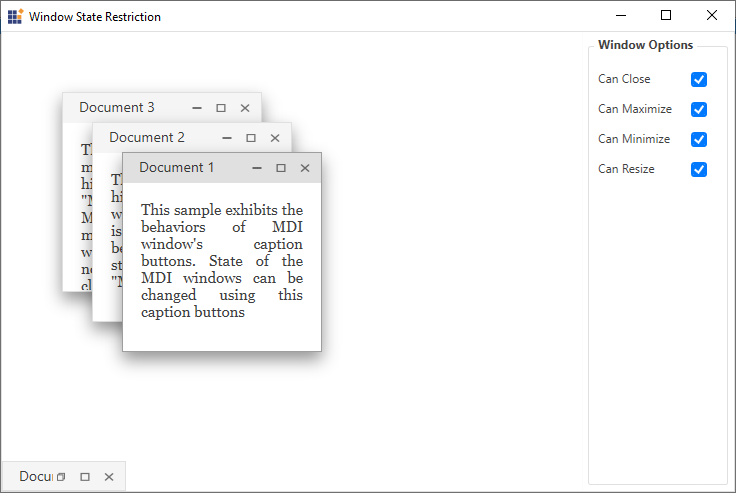 Window State Restriction
Window Options
Can Close
Can Maximize
Can Minimize
Can Resize
Document 3
Document 2
Document 1
This sample exhibits the
behaviors of MDI
window's caption
buttons. State of the
MDI windows can be
changed using this
caption buttons